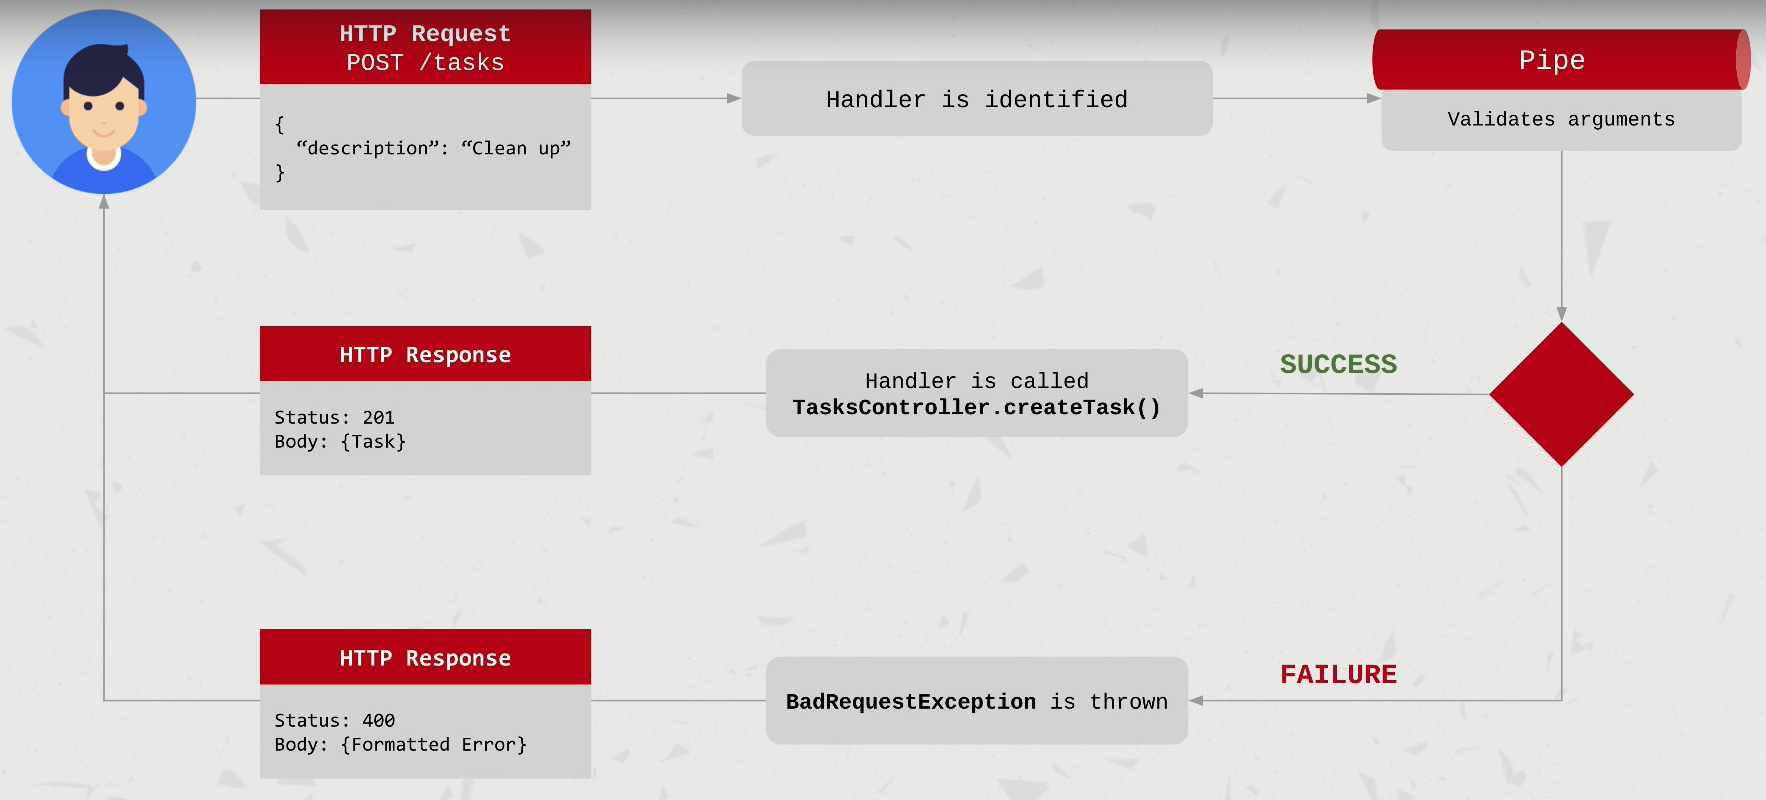 HTTP Request
POST /tasks
{
“description”: “Clean up”
}
Handler is identified
Pipe
Validates arguments
HTTP Response
Status: 201
Body: {Task}
Handler is called
TasksController.createTask()
SUCCESS
HTTP Response
Status: 400
Body: {Formatted Error}
BadRequestException is thrown
FAILURE